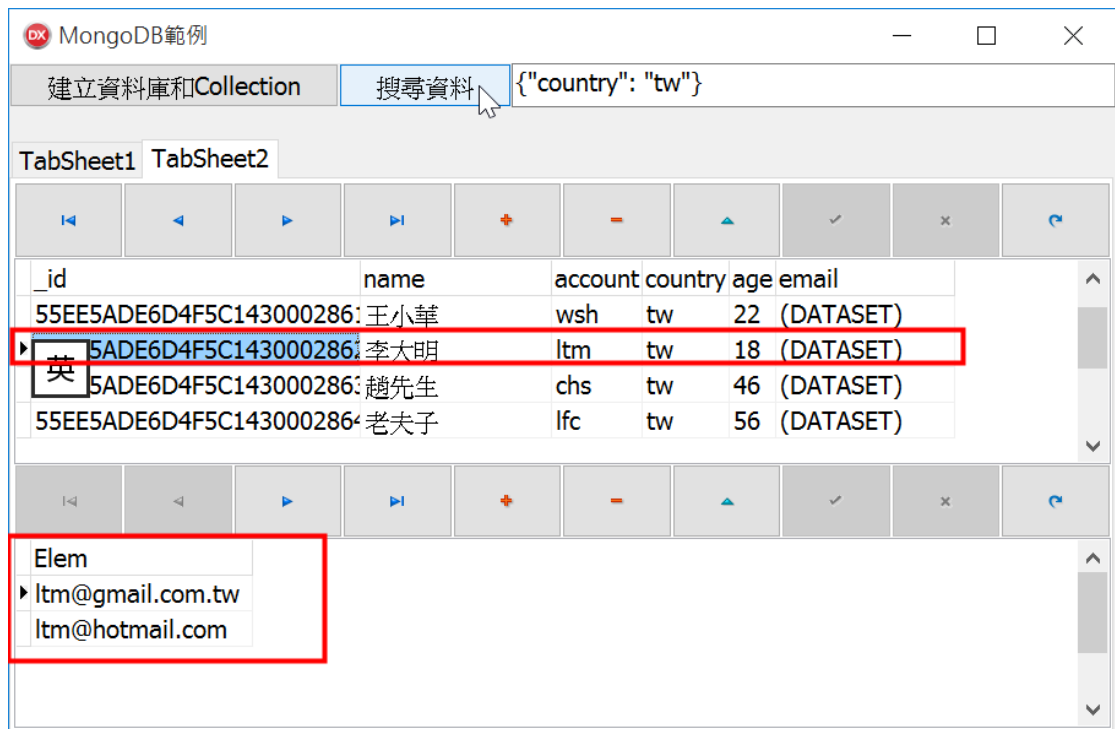 MongoDB範例
建立資料庫和Collection 搜尋資料 {"country": "tw"}
TabSheet1 TabSheet2
_id name account country age email
55EE5ADE6D4F5C1430002861 王小華 wsh tw 22 (DATASET)
5ADE6D4F5C1430002862 李大明 ltm tw 18 (DATASET)
英
5ADE6D4F5C1430002863 趙先生 chs tw 46 (DATASET)
55EE5ADE6D4F5C1430002864 老夫子 lfc tw 56 (DATASET)
Elem
ltm@gmail.com.tw
ltm@hotmail.com